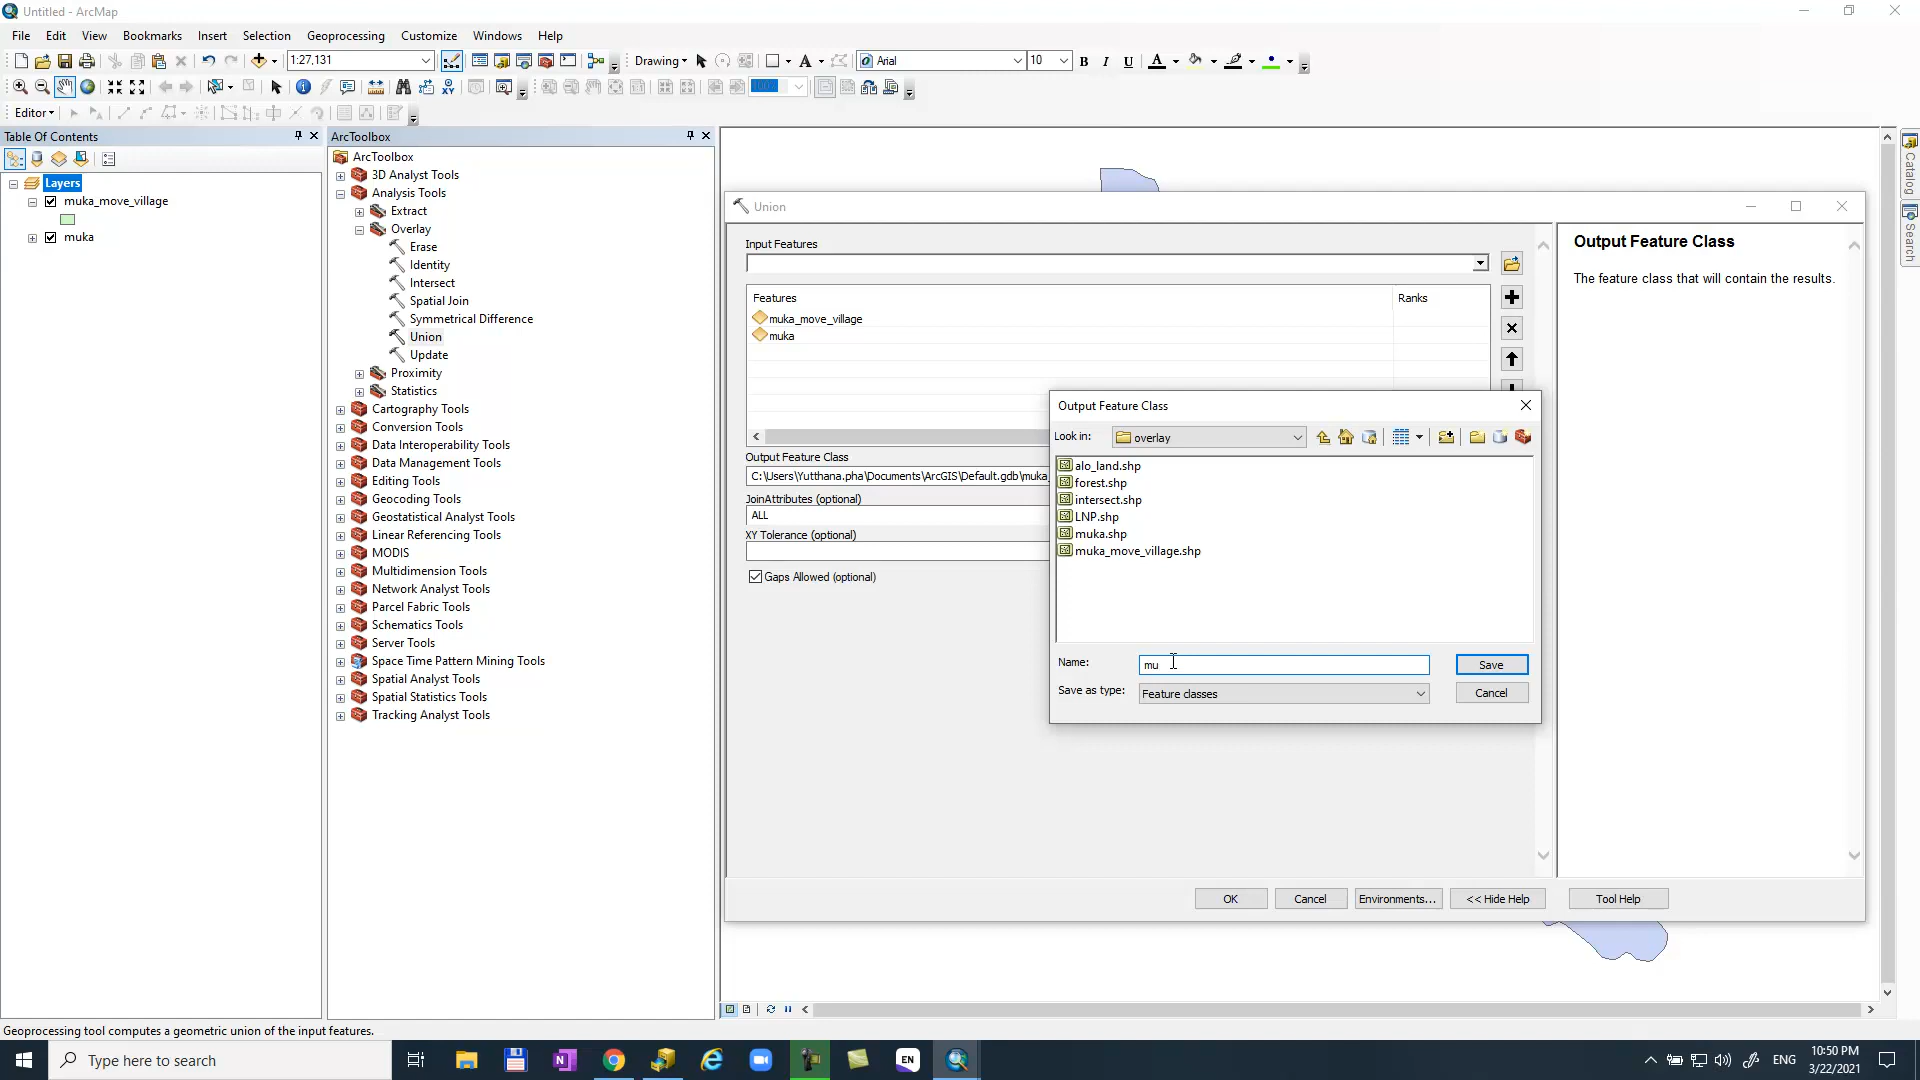 Untitled - ArcMap
File Edit View Bookmarks Insert Selection Geoprocessing Customize Windows Help
1:27,131
Drawing
A
Arial
10
B I U A
Editor
Table Of Contents
Layers
muka_move_village
muka
ArcToolbox
ArcToolbox
3D Analyst Tools
Analysis Tools
Extract
Overlay
Erase
Identity
Intersect
Spatial Join
Symmetrical Difference
Union
Update
Proximity
Statistics
Cartography Tools
Conversion Tools
Data Interoperability Tools
Data Management Tools
Editing Tools
Geocoding Tools
Geostatistical Analyst Tools
Linear Referencing Tools
MODIS
Multidimension Tools
Network Analyst Tools
Parcel Fabric Tools
Schematics Tools
Server Tools
Space Time Pattern Mining Tools
Spatial Analyst Tools
Spatial Statistics Tools
Tracking Analyst Tools
Union
Input Features
Features
Ranks
muka_move_village
muka
Output Feature Class
C:\Users\Yutthana.pha\Documents\ArcGIS\Default.gdb\muka_
JoinAttributes (optional)
ALL
XY Tolerance (optional)
Gaps Allowed (optional)
OK
Cancel
Environments...
<< Hide Help
Tool Help
Output Feature Class
The feature class that will contain the results.
Output Feature Class
Look in:
overlay
alo_land.shp
forest.shp
intersect.shp
LNP.shp
muka.shp
muka_move_village.shp
Name:
mu
Save
Save as type:
Feature classes
Cancel
Catalog
Search
Geoprocessing tool computes a geometric union of the input features.
Type here to search
EN
ENG
10:50 PM
3/22/2021